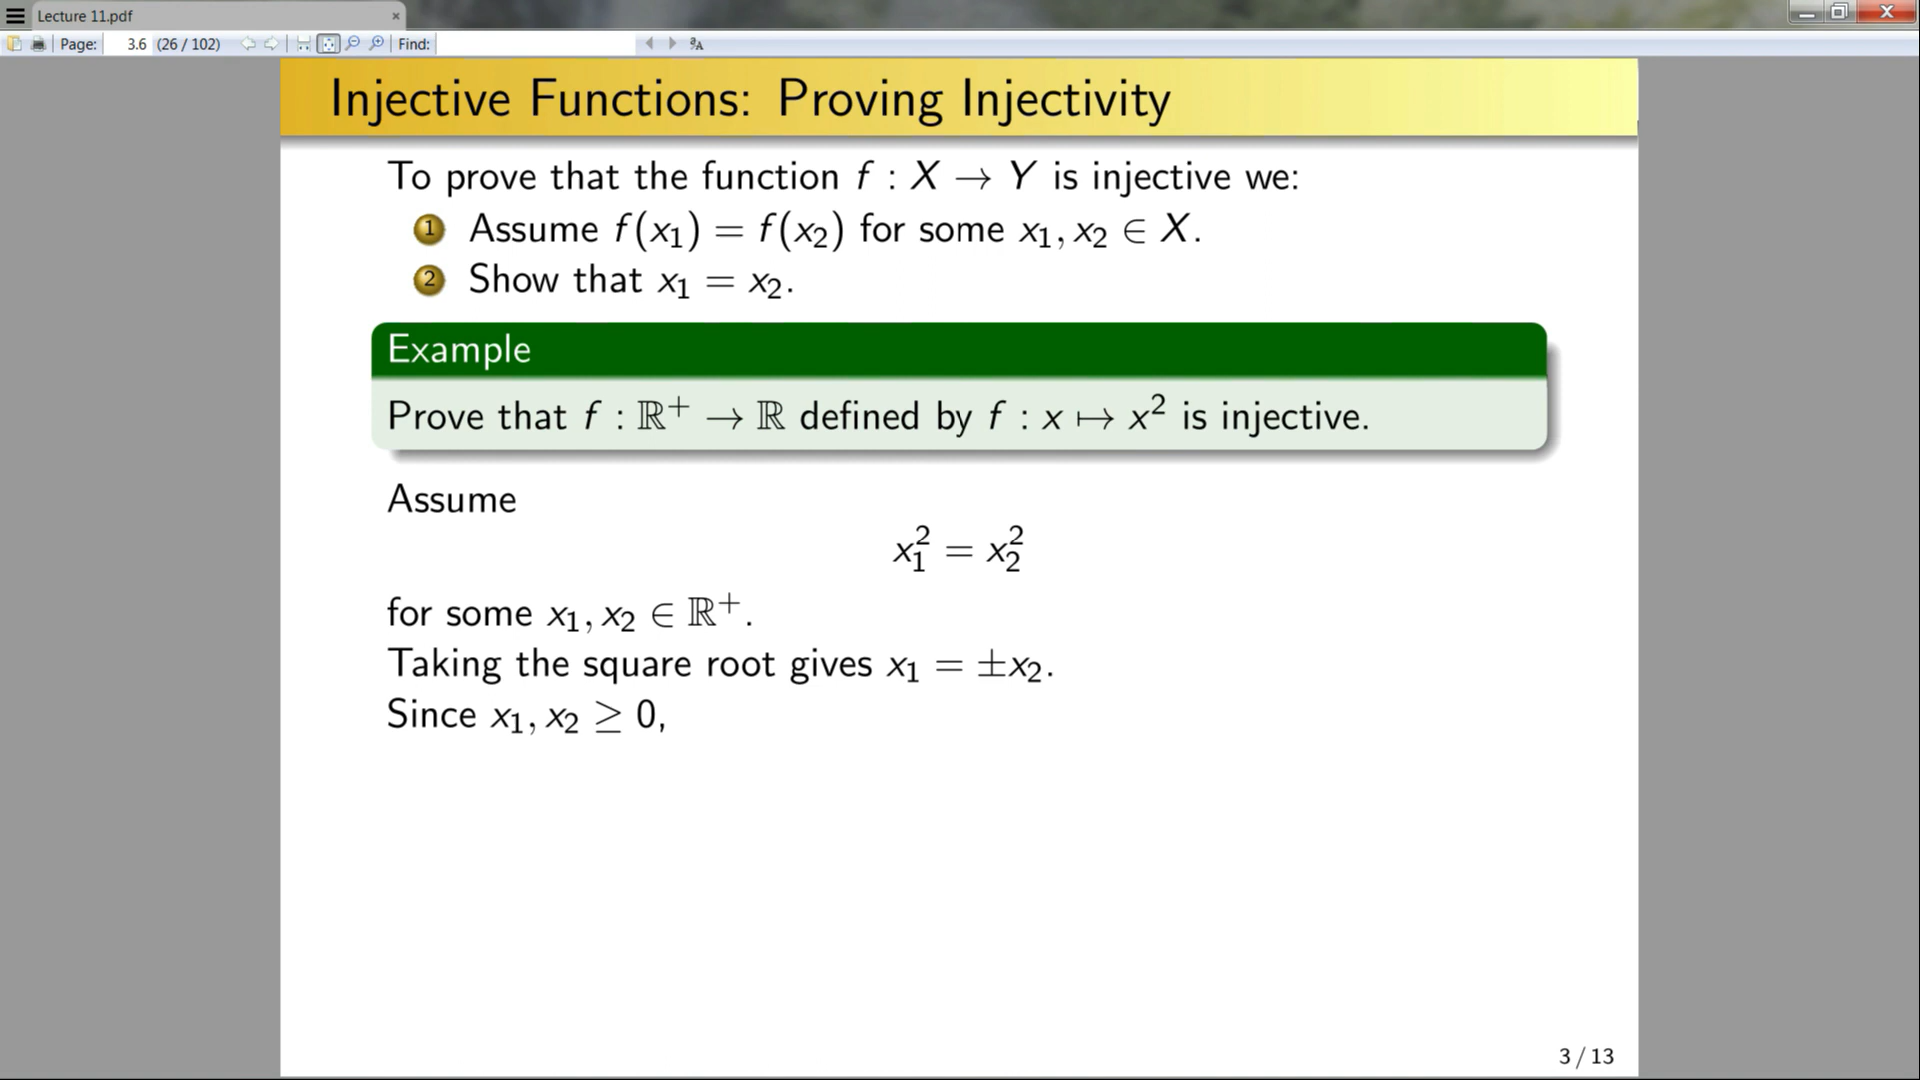 Lecture 11.pdf
Page: 3.6 (26 / 102) Find:
Injective Functions: Proving Injectivity
To prove that the function f : X → Y is injective we:
1 Assume f(x₁) = f(x₂) for some x₁, x₂ ∈ X.
2 Show that x₁ = x₂.
Example
Prove that f : ℝ⁺ → ℝ defined by f : x ↦ x² is injective.
Assume
x₁² = x₂²
for some x₁, x₂ ∈ ℝ⁺.
Taking the square root gives x₁ = ±x₂.
Since x₁, x₂ ≥ 0,
3 / 13